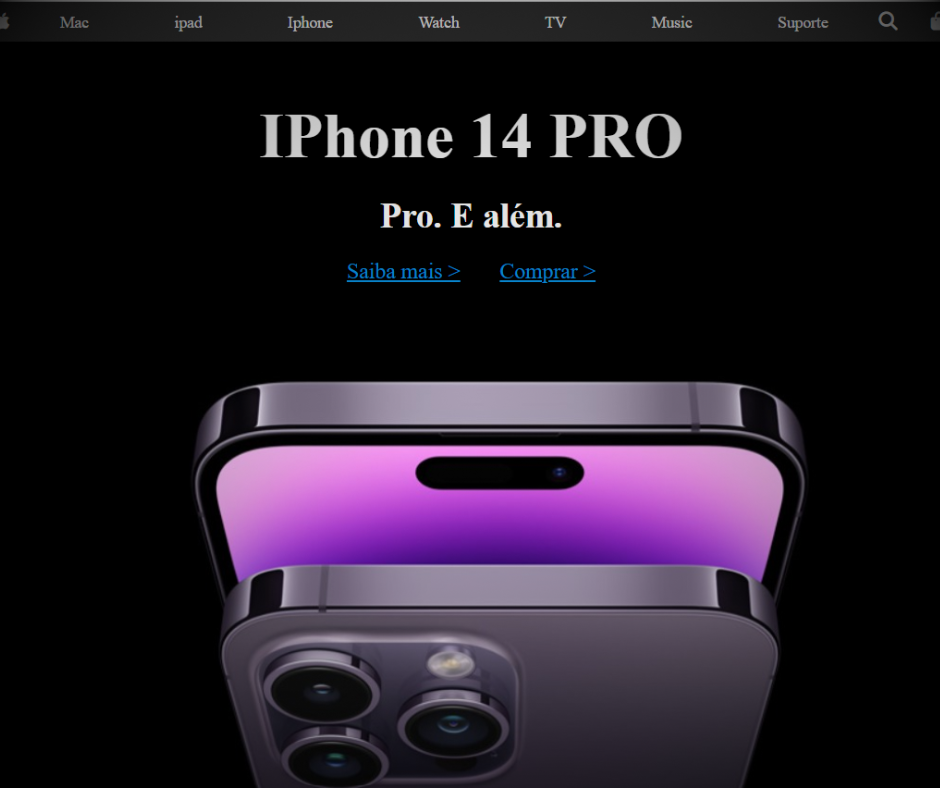 Mac ipad Iphone Watch TV Music Suporte
IPhone 14 PRO
Pro. E além.
Saiba mais > Comprar >